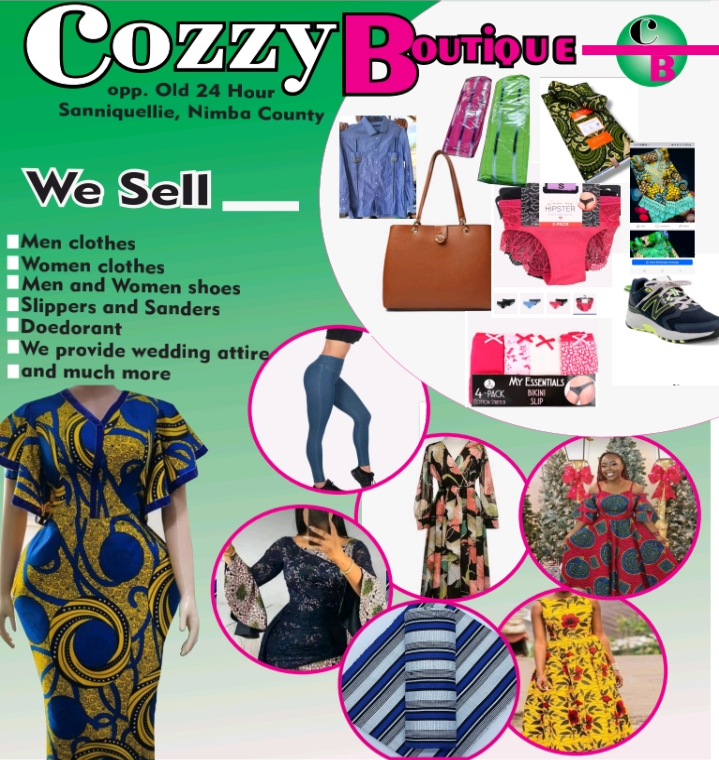 Cozzy Boutique
C
B
opp. Old 24 Hour
Sanniquellie, Nimba County
We Sell ___
Men clothes
Women clothes
Men and Women shoes
Slippers and Sanders
Doedorant
We provide wedding attire
and much more
S
HIPSTER
MY ESSENTIALS
4-PACK
BIKINI
SLIP
N